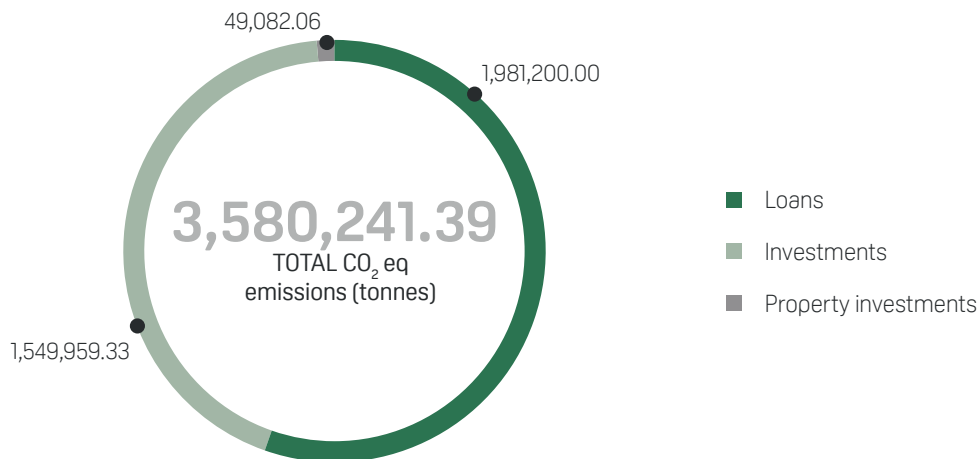 49,082.06
1,981,200.00
3,580,241.39
TOTAL CO₂ eq
emissions (tonnes)
1,549,959.33
Loans
Investments
Property investments